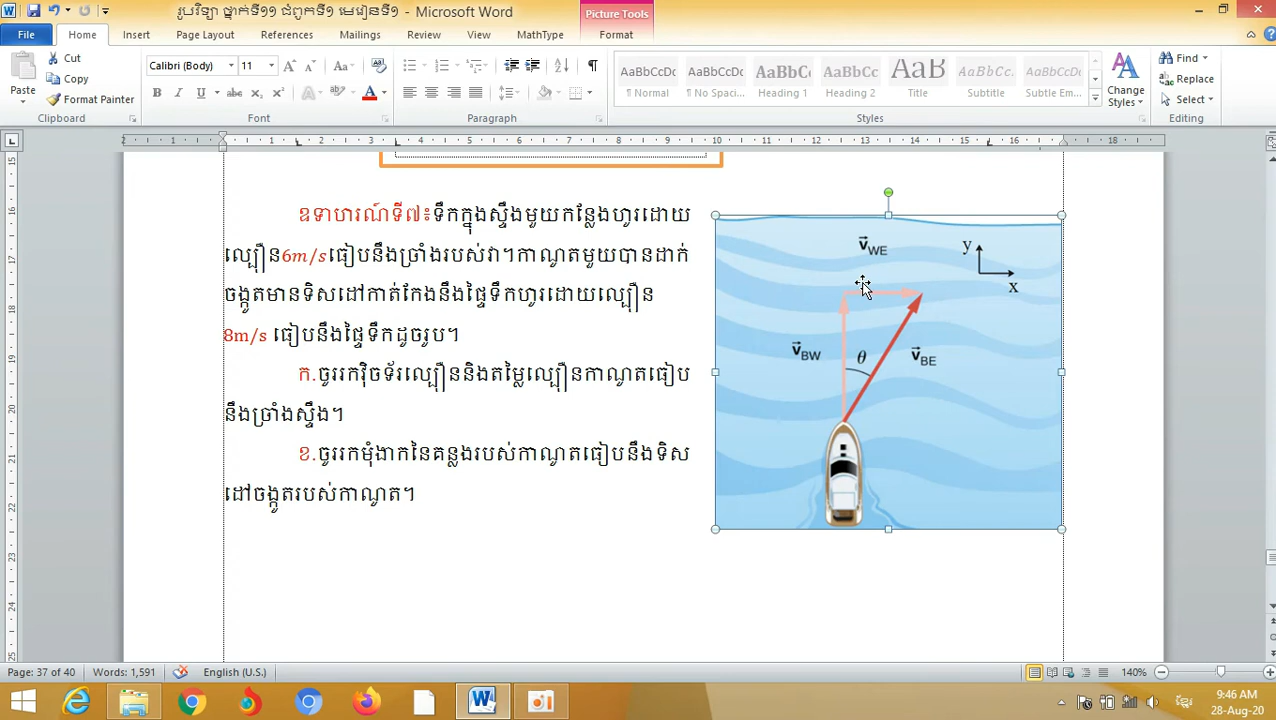 រូបវិទ្យា ថ្នាក់ទី១១ ជំពូកទី១ មេរៀនទី១ - Microsoft Word
Picture Tools
File Home Insert Page Layout References Mailings Review View MathType Format
Paste
Cut
Copy
Format Painter
Clipboard
Calibri (Body) 11
Font
Paragraph
AaBbCcDc AaBbCcDc AaBbC AaBbCc AaB AaBbCc. AaBbCcDc
¶ Normal ¶ No Spaci... Heading 1 Heading 2 Title Subtitle Subtle Em...
Styles
Change Styles
Find
Replace
Select
Editing
ឧទាហរណ៍ទី៧៖ទឹកក្នុងស្ទឹងមួយកន្លែងហូរដោយ
ល្បឿន6m/sធៀបនឹងច្រាំងរបស់វា។កាណូតមួយបានដាក់
ចង្កូតមានទិសដៅកាត់កែងនឹងផ្ទៃទឹកហូរដោយល្បឿន
8m/s ធៀបនឹងផ្ទៃទឹកដូចរូប។
ក.ចូររកវ៉ិចទ័រល្បឿននិងតម្លៃល្បឿនកាណូតធៀប
នឹងច្រាំងស្ទឹង។
ខ.ចូររកមុំងាកនៃគន្លងរបស់កាណូតធៀបនឹងទិស
ដៅចង្កូតរបស់កាណូត។
v⃗WE
y
x
v⃗BW
θ
v⃗BE
Page: 37 of 40 Words: 1,591 English (U.S.) 140%
9:46 AM
28-Aug-20